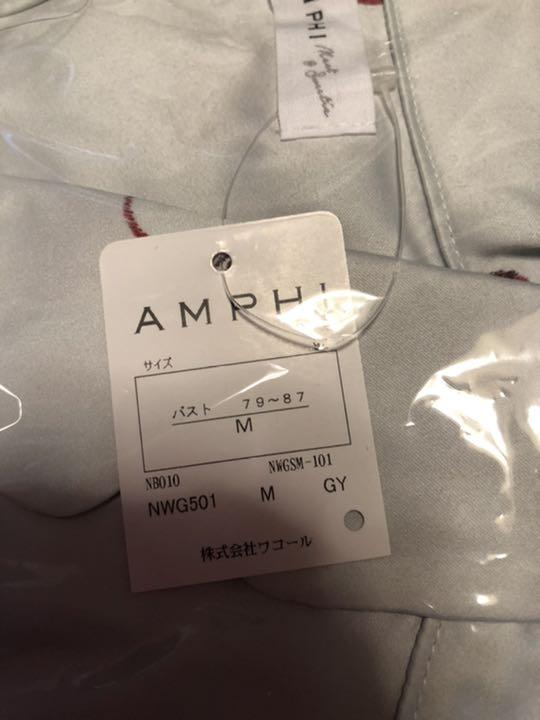 PHI
AMPHI
サイズ
バスト 79~87
M
NB010 NWGSM-101
NWG501 M GY
株式会社ワコール